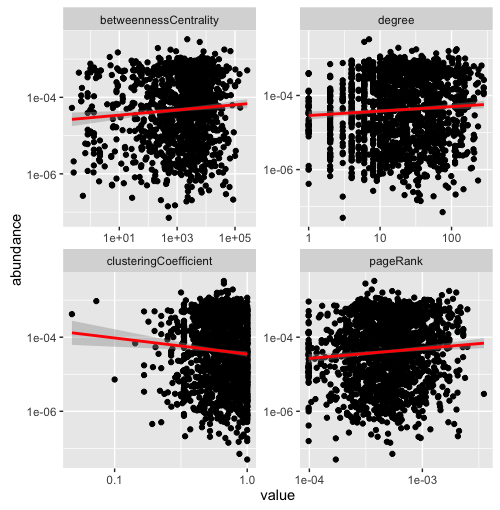 betweennessCentrality
degree
1e-04
1e-06
1e-04
1e-06
1e+01 1e+03 1e+05
1 10 100
abundance
clusteringCoefficient
pageRank
1e-04
1e-06
1e-04
1e-06
0.1 1.0
1e-04 1e-03
value